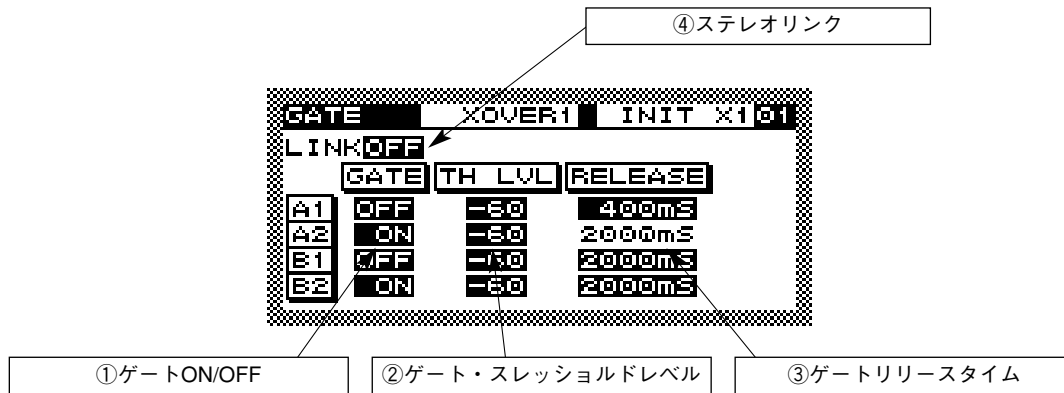 ④ステレオリンク
GATE XOVER1 INIT X1 01
LINK OFF
GATE TH LVL RELEASE
A1 OFF -60 400mS
A2 ON -60 2000mS
B1 OFF -60 2000mS
B2 ON -60 2000mS
①ゲートON/OFF ②ゲート・スレッショルドレベル ③ゲートリリースタイム